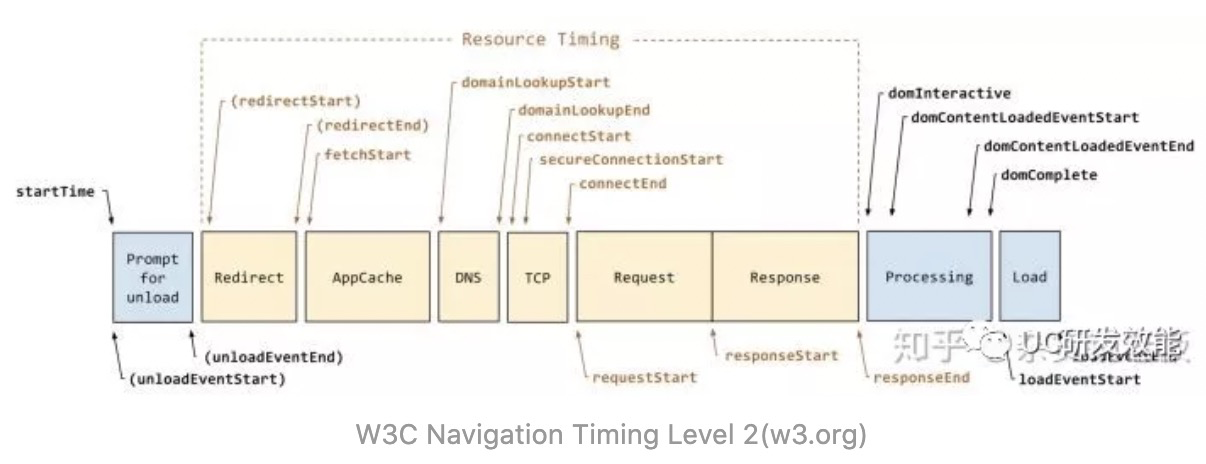 Resource Timing
domainLookupStart
domInteractive
(redirectStart)
domainLookupEnd
domContentLoadedEventStart
(redirectEnd)
connectStart
fetchStart
secureConnectionStart
domContentLoadedEventEnd
connectEnd
domComplete
startTime
Prompt
for
unload
Redirect
AppCache
DNS
TCP
Request
Response
Processing
Load
知乎
UC研发效能
(unloadEventEnd)
responseStart
(unloadEventStart)
requestStart
responseEnd
loadEventStart
W3C Navigation Timing Level 2(w3.org)